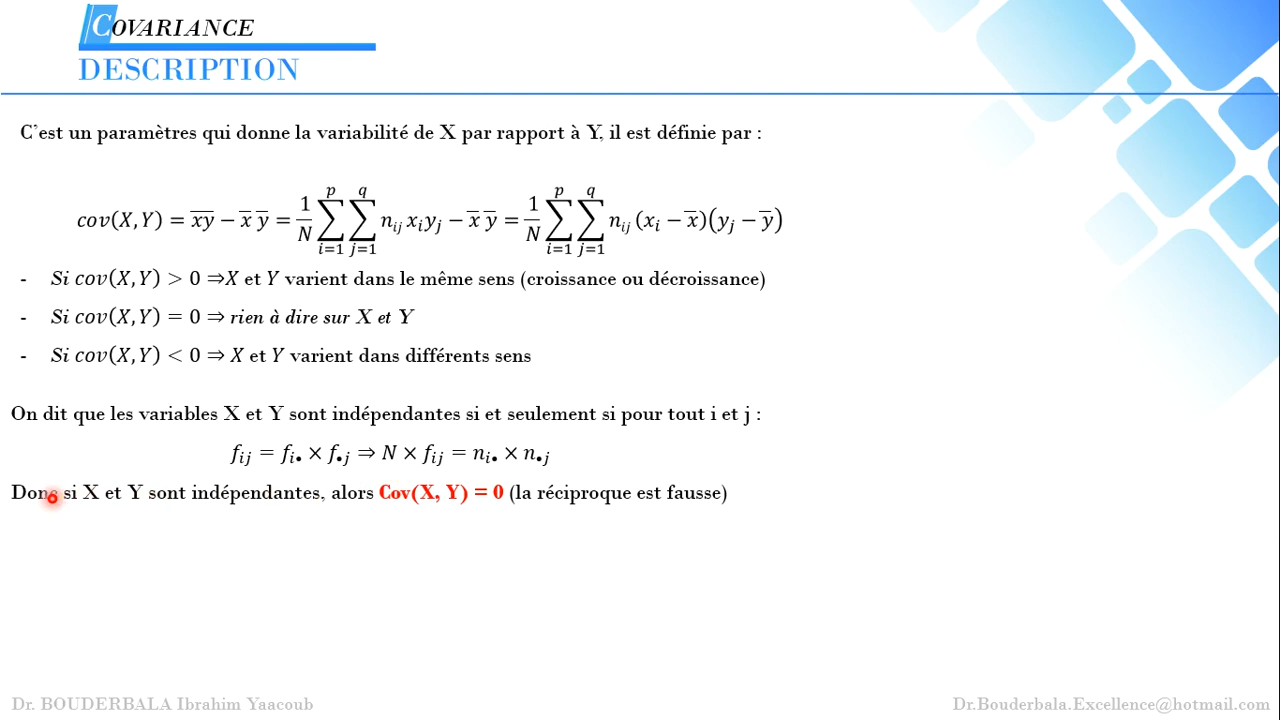 COVARIANCE
DESCRIPTION
C'est un paramètres qui donne la variabilité de X par rapport à Y, il est définie par :
cov(X, Y) = \overline{xy} − \overline{x} \overline{y} = \frac{1}{N} \sum_{i=1}^{p} \sum_{j=1}^{q} n_{ij} x_i y_j − \overline{x} \overline{y} = \frac{1}{N} \sum_{i=1}^{p} \sum_{j=1}^{q} n_{ij} (x_i − \overline{x})(y_j − \overline{y})
- Si cov(X, Y) > 0 ⇒X et Y varient dans le même sens (croissance ou décroissance)
- Si cov(X, Y) = 0 ⇒ rien à dire sur X et Y
- Si cov(X, Y) < 0 ⇒ X et Y varient dans différents sens
On dit que les variables X et Y sont indépendantes si et seulement si pour tout i et j :
f_{ij} = f_{i•} × f_{•j} ⇒ N × f_{ij} = n_{i•} × n_{•j}
Donc si X et Y sont indépendantes, alors Cov(X, Y) = 0 (la réciproque est fausse)
Dr. BOUDERBALA Ibrahim Yaacoub
Dr.Bouderbala.Excellence@hotmail.com